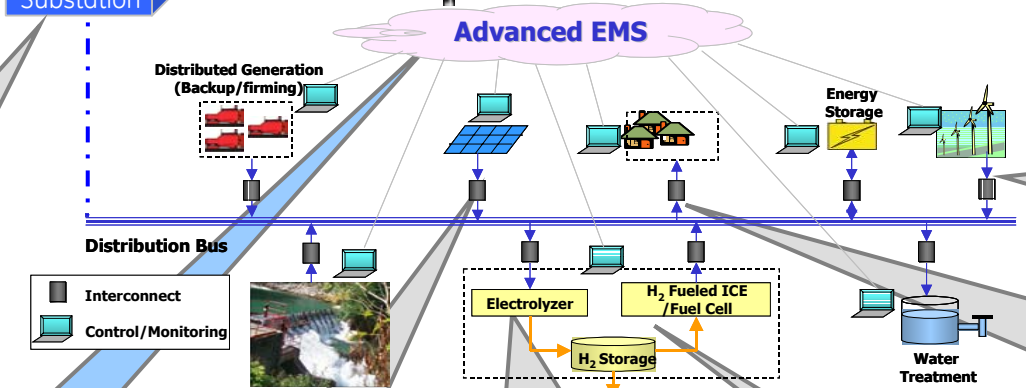 Substation
Advanced EMS
Distributed Generation
(Backup/firming)
Energy
Storage
Distribution Bus
Interconnect
Control/Monitoring
Electrolyzer
H₂ Fueled ICE
/Fuel Cell
H₂ Storage
Water
Treatment